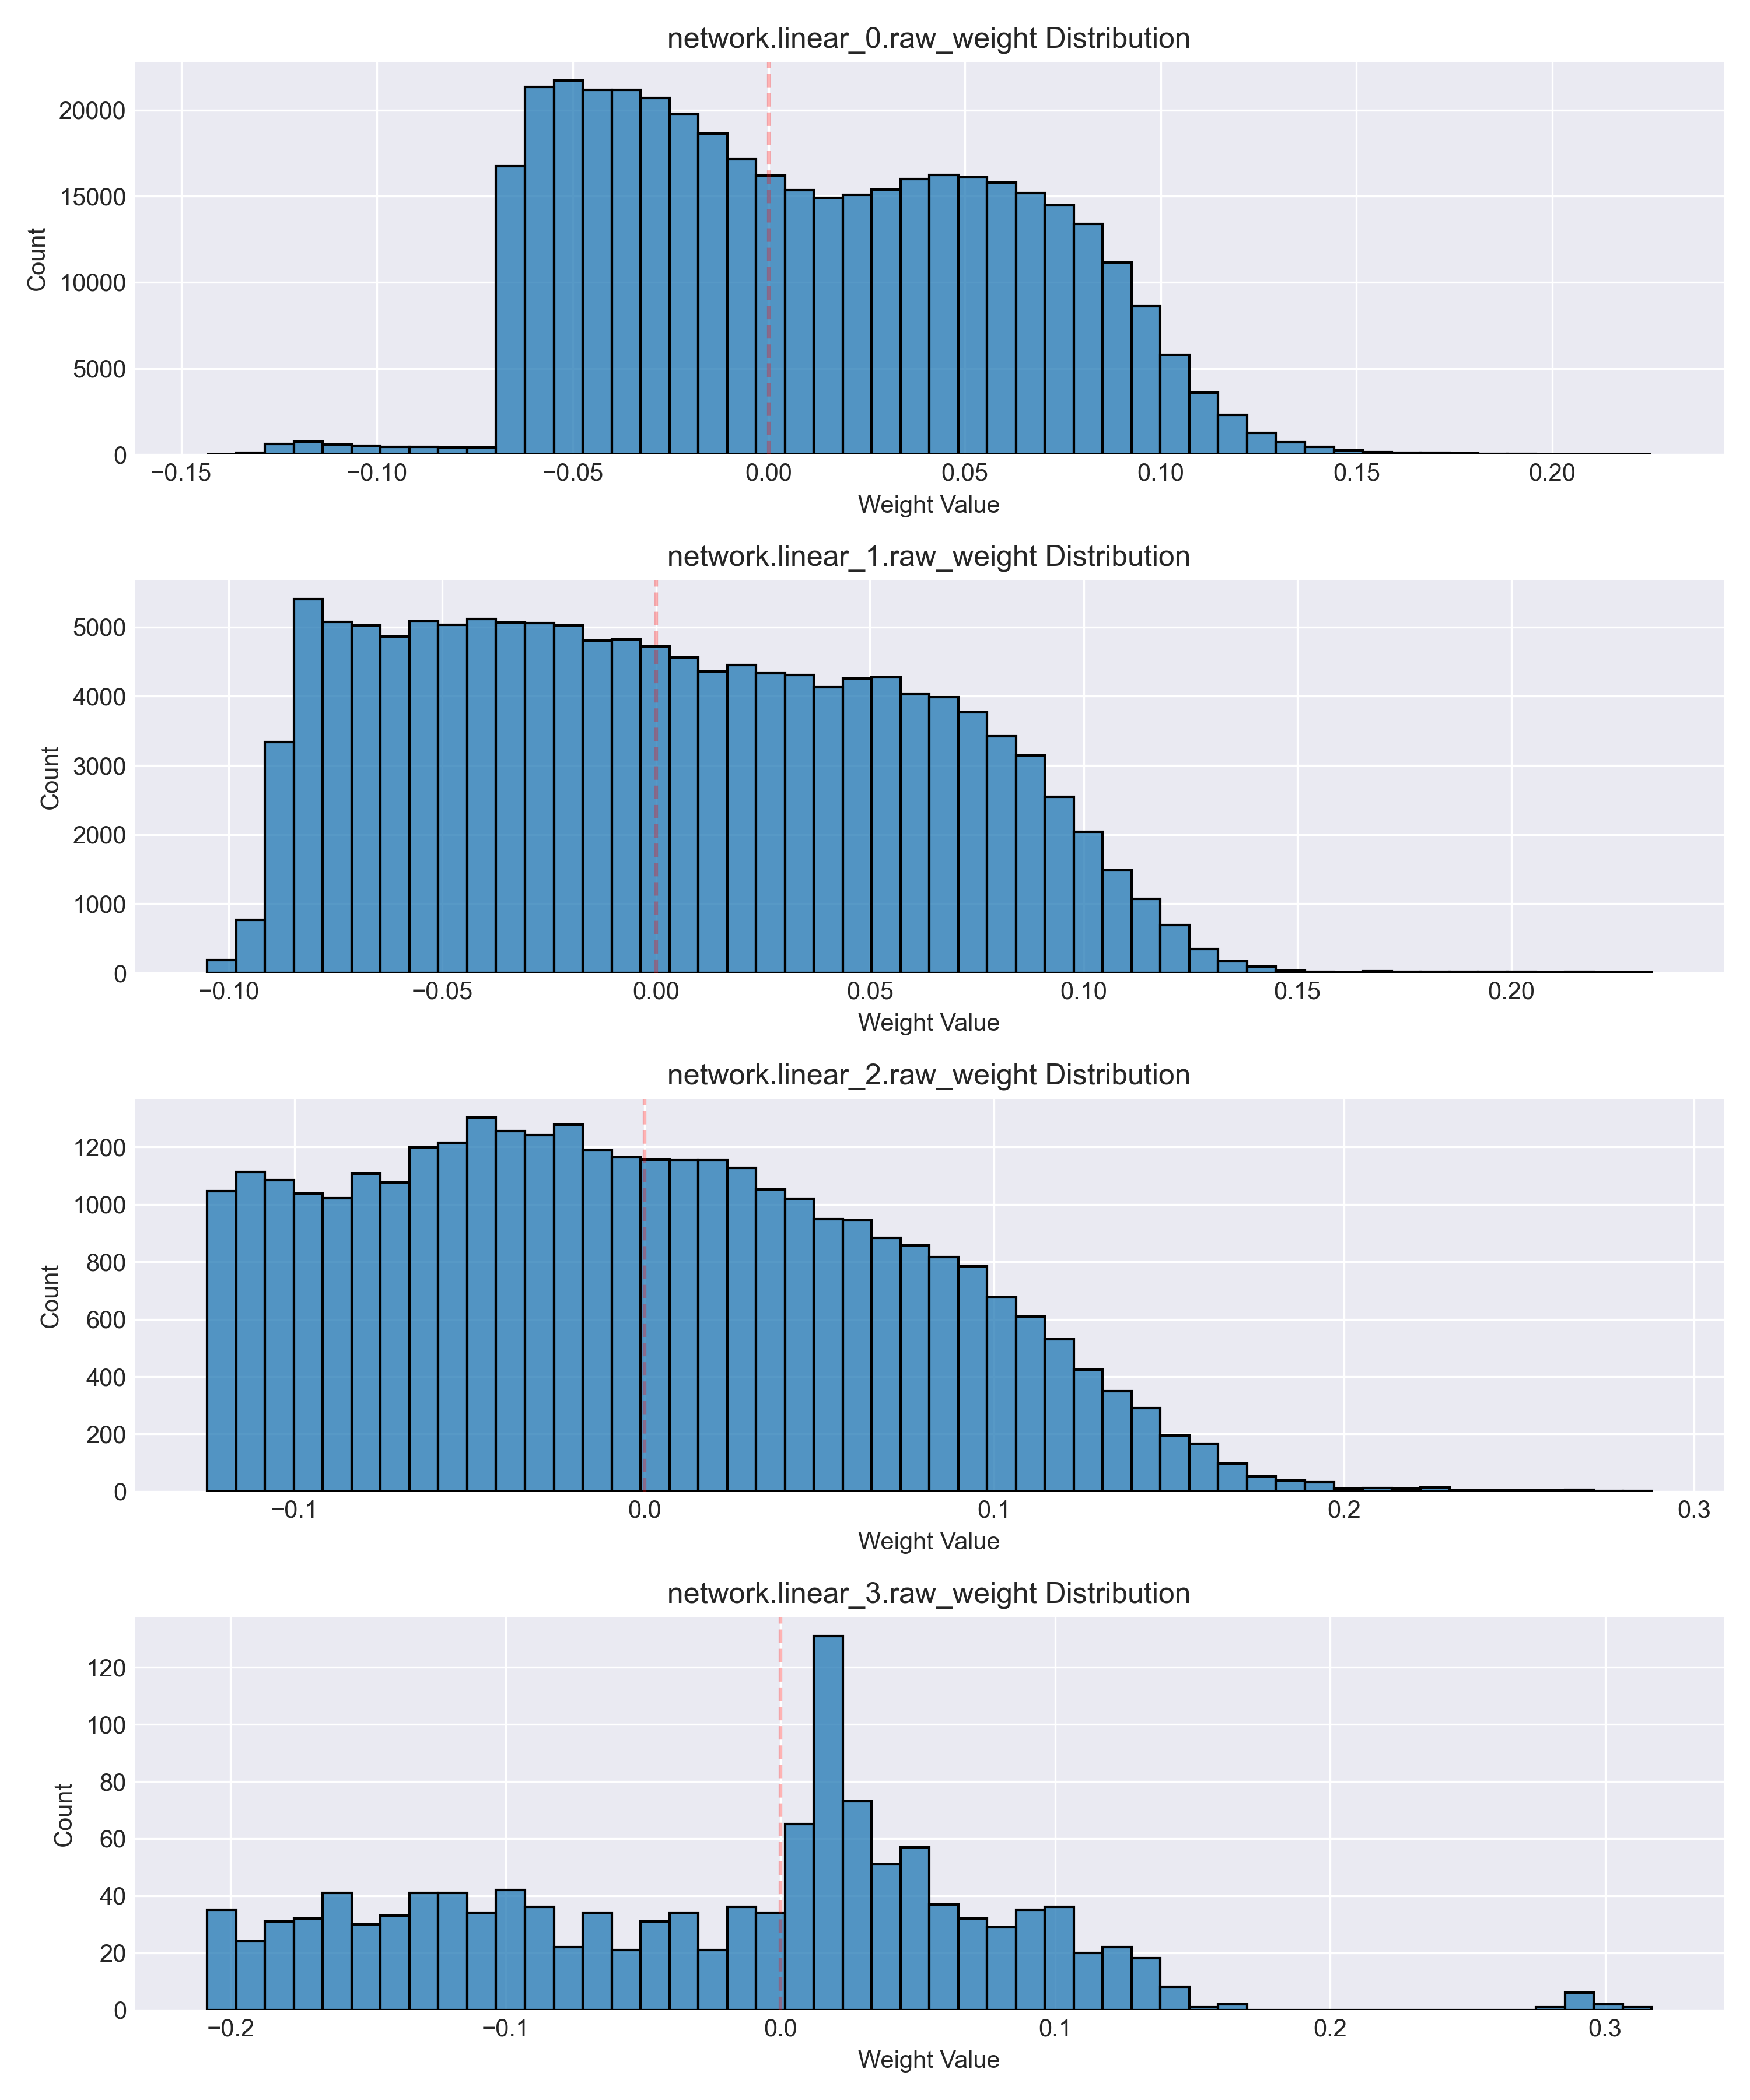 network.linear_0.raw_weight Distribution
20000
15000
10000
5000
0
Count
−0.15 −0.10 −0.05 0.00 0.05 0.10 0.15 0.20
Weight Value
network.linear_1.raw_weight Distribution
5000
4000
3000
2000
1000
0
Count
−0.10 −0.05 0.00 0.05 0.10 0.15 0.20
Weight Value
network.linear_2.raw_weight Distribution
1200
1000
800
600
400
200
0
Count
−0.1 0.0 0.1 0.2 0.3
Weight Value
network.linear_3.raw_weight Distribution
120
100
80
60
40
20
0
Count
−0.2 −0.1 0.0 0.1 0.2 0.3
Weight Value